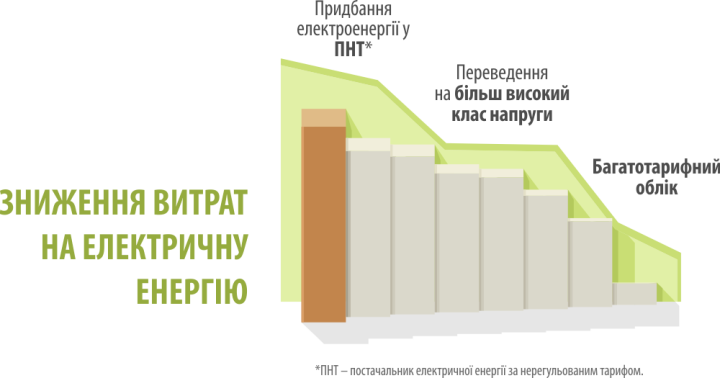 Придбання
електроенергії у
ПНТ*
Переведення
на більш високий
клас напруги
Багатотарифний
облік
ЗНИЖЕННЯ ВИТРАТ
НА ЕЛЕКТРИЧНУ
ЕНЕРГІЮ
*ПНТ – постачальник електричної енергії за нерегульованим тарифом.